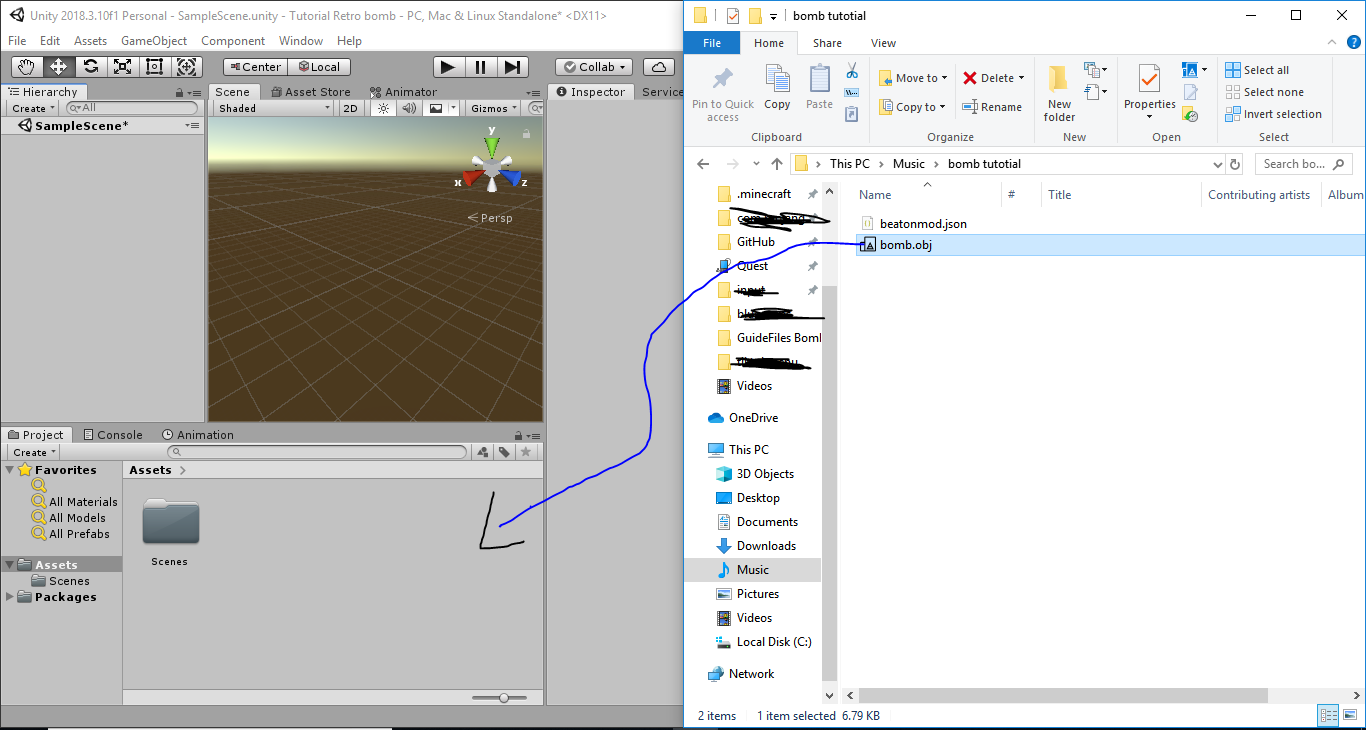 Unity 2018.3.10f1 Personal - SampleScene.unity - Tutorial Retro bomb - PC, Mac & Linux Standalone* <DX11>
File Edit Assets GameObject Component Window Help
Center Local
Collab
Hierarchy
Create All
SampleScene*
Scene Asset Store Animator
Shaded 2D Gizmos
y
x z
Persp
Inspector Service
Project Console Animation
Create
Favorites
All Materials
All Models
All Prefabs
Assets
Scenes
Packages
Assets
Scenes
bomb tutotial
File Home Share View
Pin to Quick access
Copy
Paste
Clipboard
Move to
Copy to
Delete
Rename
Organize
New folder
New
Properties
Open
Select all
Select none
Invert selection
Select
This PC Music bomb tutotial
Search bo...
.minecraft
GitHub
Quest
GuideFiles Bomb
Videos
OneDrive
This PC
3D Objects
Desktop
Documents
Downloads
Music
Pictures
Videos
Local Disk (C:)
Network
Name # Title Contributing artists Album
beatonmod.json
bomb.obj
2 items 1 item selected 6.79 KB